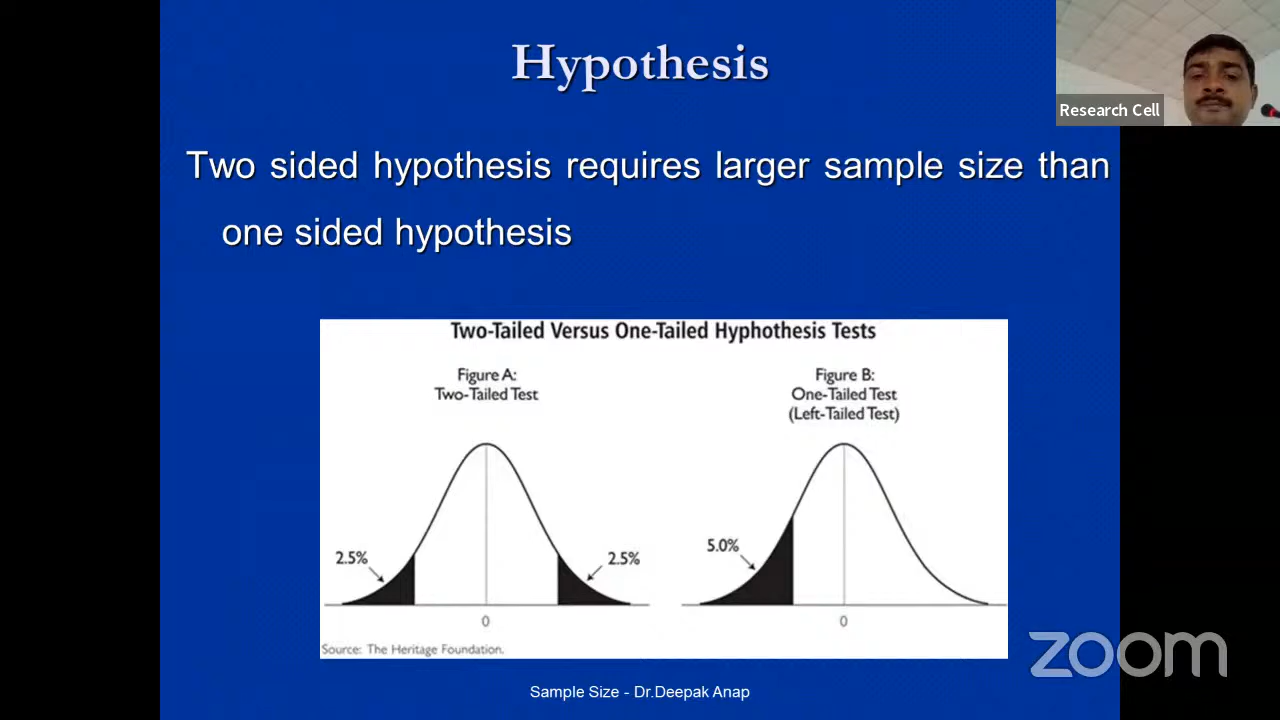 Hypothesis
Research Cell
Two sided hypothesis requires larger sample size than
one sided hypothesis
Two-Tailed Versus One-Tailed Hyphothesis Tests
Figure A:
Two-Tailed Test
Figure B:
One-Tailed Test
(Left-Tailed Test)
2.5%
2.5%
5.0%
0
0
Source: The Heritage Foundation.
zoom
Sample Size - Dr.Deepak Anap